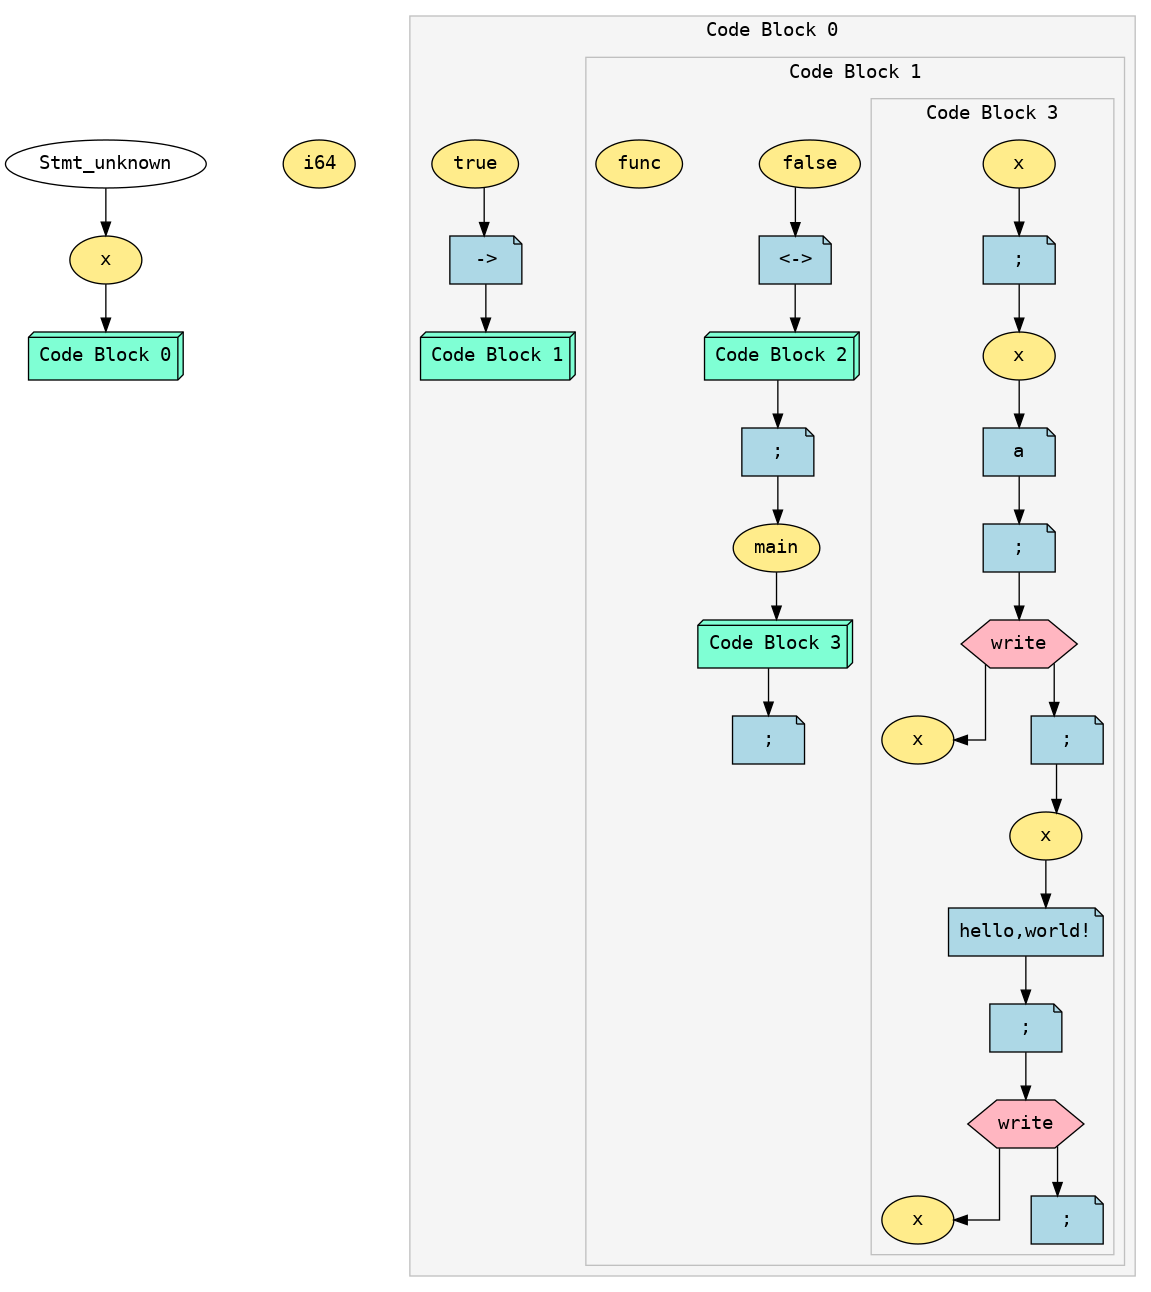 Code Block 0
Code Block 1
Code Block 3
Stmt_unknown
i64
true
func
false
x
x
->
<->
;
Code Block 0
Code Block 1
Code Block 2
x
;
a
main
;
Code Block 3
write
;
x
;
x
hello,world!
;
write
x
;